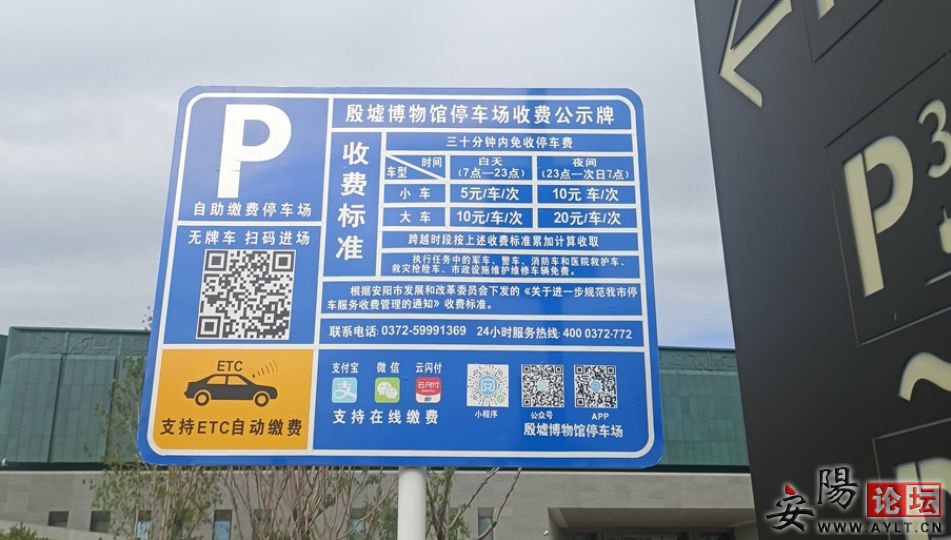 P
自助缴费停车场
无牌车 扫码进场
ETC
支持ETC自动缴费
殷墟博物馆停车场收费公示牌
收费标准
三十分钟内免收停车费
时间
车型
白天
(7点—23点)
夜间
(23点—次日7点)
小车 5元/车/次 10元 车/次
大车 10元/车/次 20元/车/次
跨越时段按上述收费标准累加计算收取
执行任务中的军车、警车、消防车和医院救护车、
救灾抢险车、市政设施维护维修车辆免费。
根据安阳市发展和改革委员会下发的《关于进一步规范我市停
车服务收费管理的通知》收费标准。
联系电话: 0372-59991369 24小时服务热线: 400 0372-772
支付宝 微信 云闪付
云闪付
支持在线缴费
小程序 公众号 APP
殷墟博物馆停车场
P3
安陽论坛
WWW.AYLT.CN